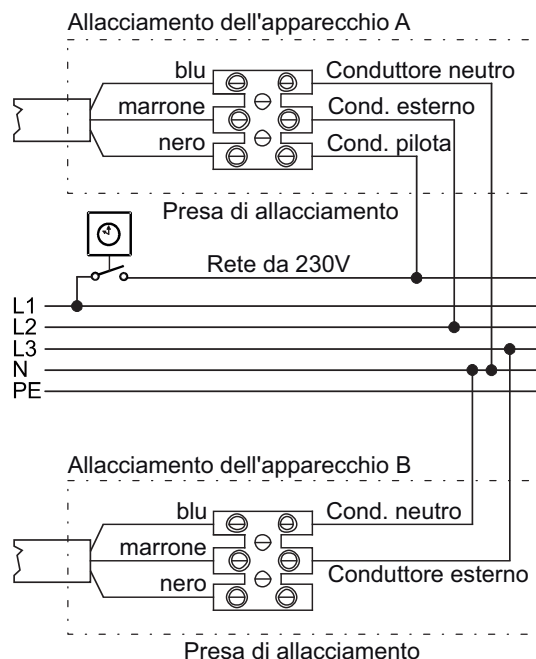 Allacciamento dell'apparecchio A
blu
Conduttore neutro
marrone
Cond. esterno
nero
Cond. pilota
Presa di allacciamento
Rete da 230V
L1
L2
L3
N
PE
Allacciamento dell'apparecchio B
blu
Cond. neutro
marrone
Conduttore esterno
nero
Presa di allacciamento